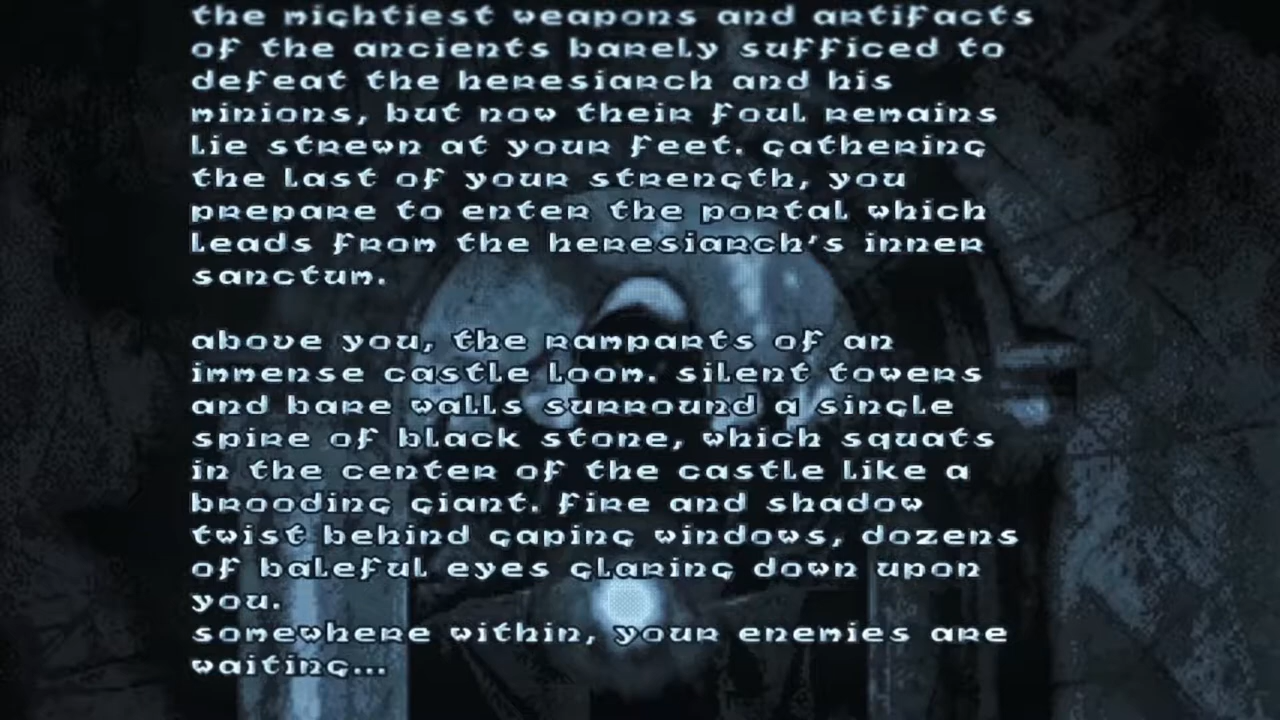 the mightiest weapons and artifacts
of the ancients barely sufficed to
defeat the heresiarch and his
minions, but now their foul remains
lie strewn at your feet. gathering
the last of your strength, you
prepare to enter the portal which
leads from the heresiarch's inner
sanctum.
above you, the ramparts of an
immense castle loom. silent towers
and bare walls surround a single
spire of black stone, which squats
in the center of the castle like a
brooding giant. fire and shadow
twist behind gaping windows, dozens
of baleful eyes glaring down upon
you.
somewhere within, your enemies are
waiting...